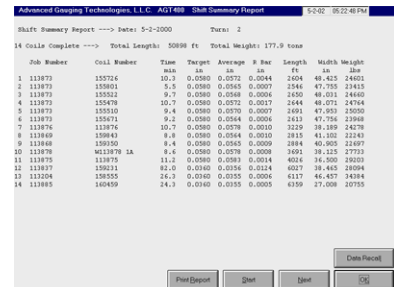 Advanced Gauging Technologies, L.L.C. AGT400 Shift Summary Report 5-2-02 05:22:48 PM
Shift Summary Report ---> Date: 5-2-2000 Turn: 2
14 Coils Complete ---> Total Length: 50898 ft Total Weight: 177.9 tons
Job Number Coil Number Time Target Average R Bar Length Width Weight
min in in in ft in lbs
1 113873 155726 10.3 0.0580 0.0572 0.0044 2604 48.425 24601
2 113873 155801 5.5 0.0580 0.0565 0.0007 2546 47.755 23415
3 113873 155522 9.7 0.0580 0.0568 0.0006 2650 48.031 24660
4 113873 155478 10.7 0.0580 0.0572 0.0017 2644 48.071 24764
5 113873 155510 9.4 0.0580 0.0570 0.0007 2691 47.953 25050
6 113873 155671 9.2 0.0580 0.0564 0.0006 2613 47.756 23968
7 113876 113876 10.7 0.0580 0.0578 0.0010 3229 38.189 24278
8 113869 159843 8.8 0.0580 0.0564 0.0010 2815 41.102 22243
9 113868 159350 8.4 0.0580 0.0565 0.0009 2884 40.905 22697
10 113878 W113878 1A 8.6 0.0580 0.0578 0.0008 3691 38.125 27733
11 113875 113875 11.2 0.0580 0.0583 0.0014 4026 36.500 29203
12 113837 159231 82.0 0.0360 0.0356 0.0124 6027 38.465 28094
13 113204 158555 26.3 0.0360 0.0355 0.0006 6117 46.457 34384
14 113885 160459 24.3 0.0360 0.0355 0.0005 6359 27.008 20755
Data Recall
Print Report Start Next OK